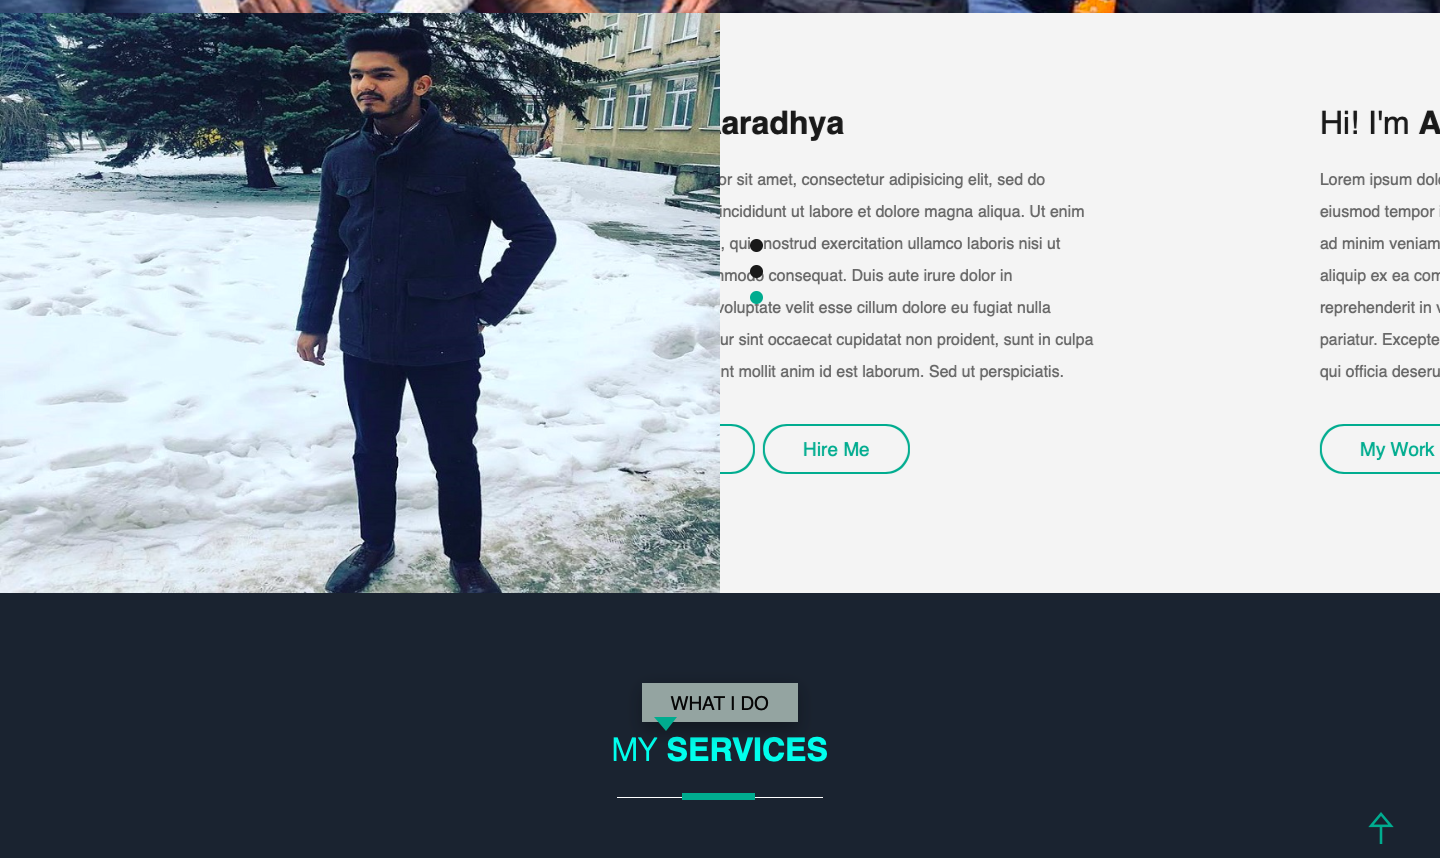 aradhya
or sit amet, consectetur adipisicing elit, sed do
incididunt ut labore et dolore magna aliqua. Ut enim
, quis nostrud exercitation ullamco laboris nisi ut
mmodo consequat. Duis aute irure dolor in
voluptate velit esse cillum dolore eu fugiat nulla
ur sint occaecat cupidatat non proident, sunt in culpa
nt mollit anim id est laborum. Sed ut perspiciatis.
Hire Me
Hi! I'm A
Lorem ipsum dol
eiusmod tempor i
ad minim veniam
aliquip ex ea com
reprehenderit in v
pariatur. Excepte
qui officia deseru
My Work
WHAT I DO
MY SERVICES